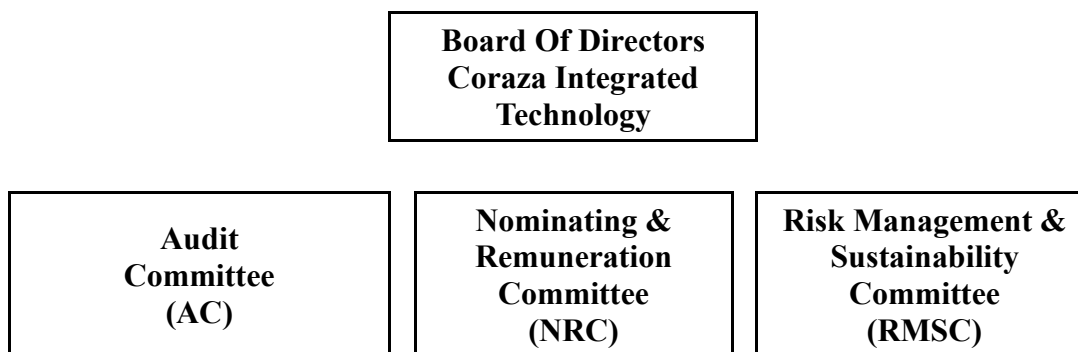 Board Of Directors
Coraza Integrated
Technology
Audit
Committee
(AC)
Nominating &
Remuneration
Committee
(NRC)
Risk Management &
Sustainability
Committee
(RMSC)